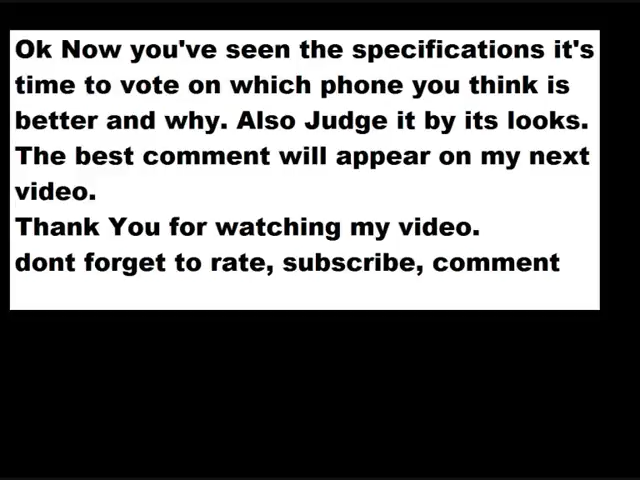 Ok Now you've seen the specifications it's
time to vote on which phone you think is
better and why. Also Judge it by its looks.
The best comment will appear on my next
video.
Thank You for watching my video.
dont forget to rate, subscribe, comment